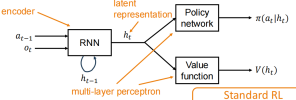 encoder
latent
representation
Policy
network
π(a_t|h_t)
a_{t−1}
o_t
RNN
h_t
h_{t−1}
Value
function
V(h_t)
multi-layer perceptron
Standard RL